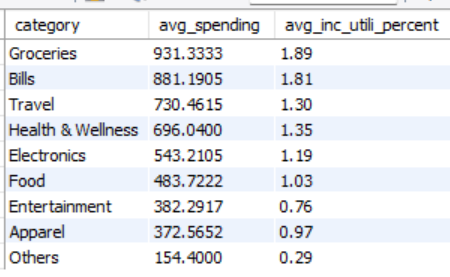 category avg_spending avg_inc_utili_percent
Groceries 931.3333 1.89
Bills 881.1905 1.81
Travel 730.4615 1.30
Health & Wellness 696.0400 1.35
Electronics 543.2105 1.19
Food 483.7222 1.03
Entertainment 382.2917 0.76
Apparel 372.5652 0.97
Others 154.4000 0.29